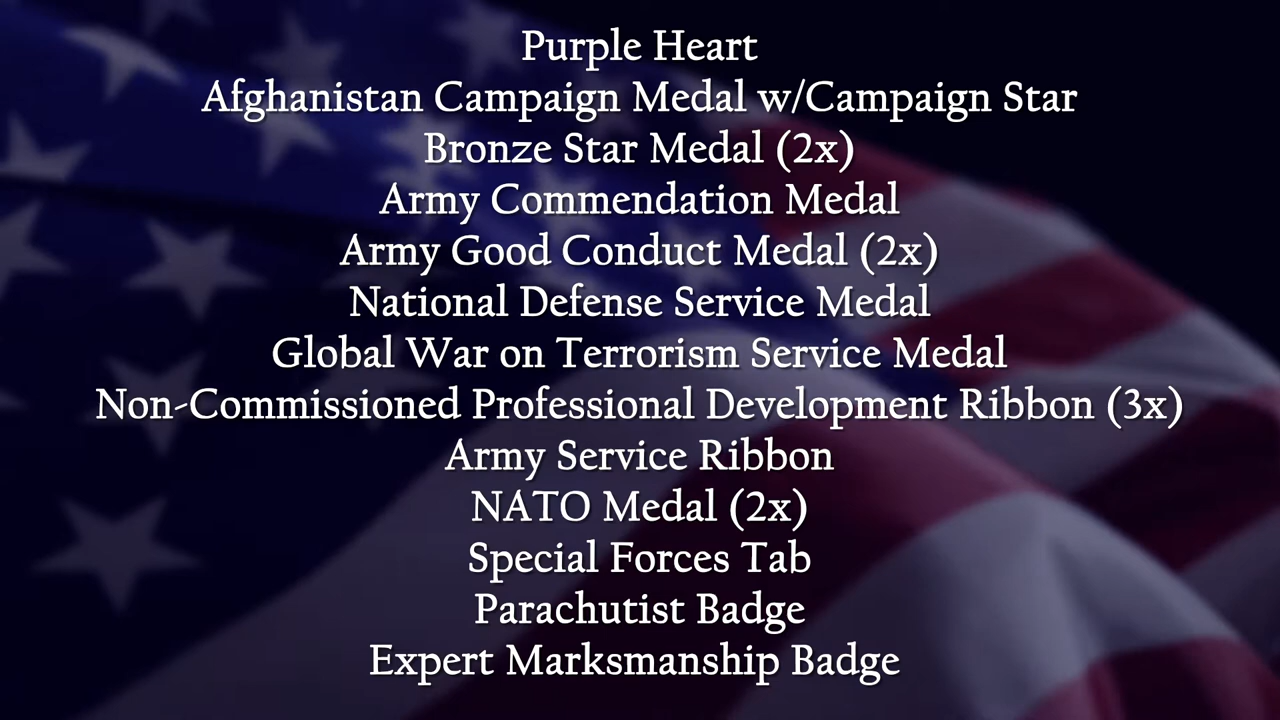 Purple Heart
Afghanistan Campaign Medal w/Campaign Star
Bronze Star Medal (2x)
Army Commendation Medal
Army Good Conduct Medal (2x)
National Defense Service Medal
Global War on Terrorism Service Medal
Non-Commissioned Professional Development Ribbon (3x)
Army Service Ribbon
NATO Medal (2x)
Special Forces Tab
Parachutist Badge
Expert Marksmanship Badge